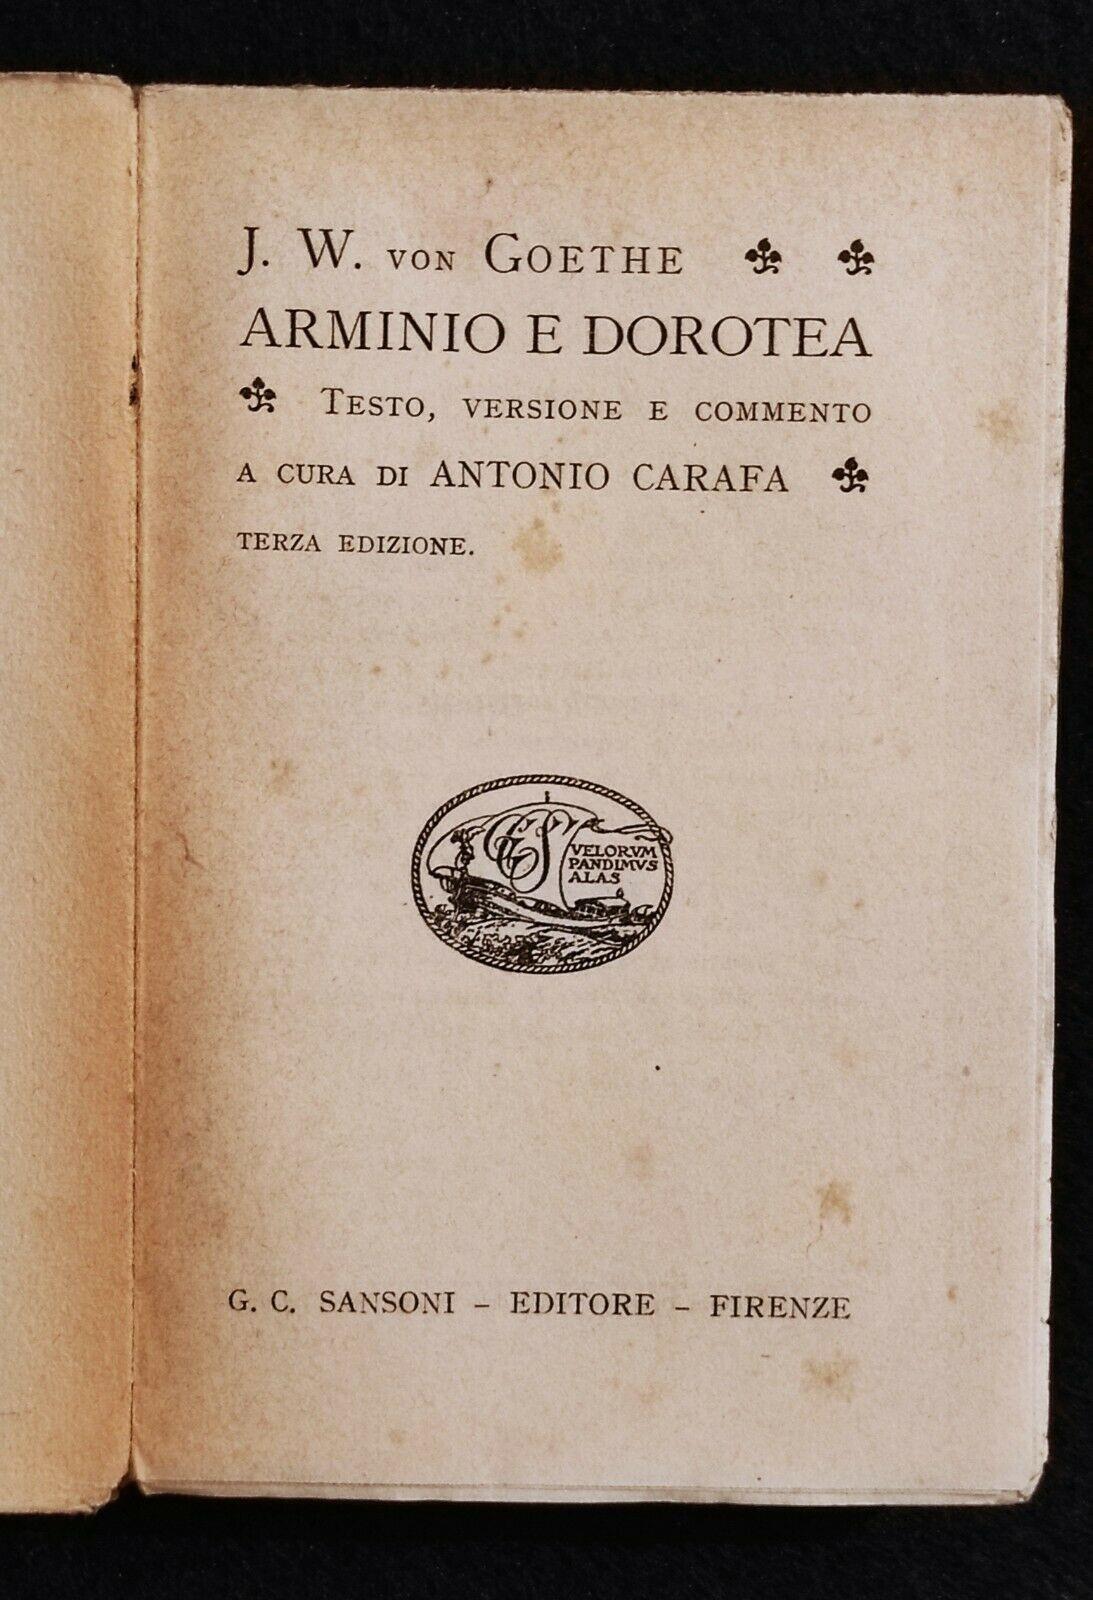 J. W. von Goethe
ARMINIO E DOROTEA
Testo, versione e commento
a cura di ANTONIO CARAFA
terza edizione.
GCS
VELORVM
PANDIMVS
ALAS
G. C. SANSONI - EDITORE - FIRENZE